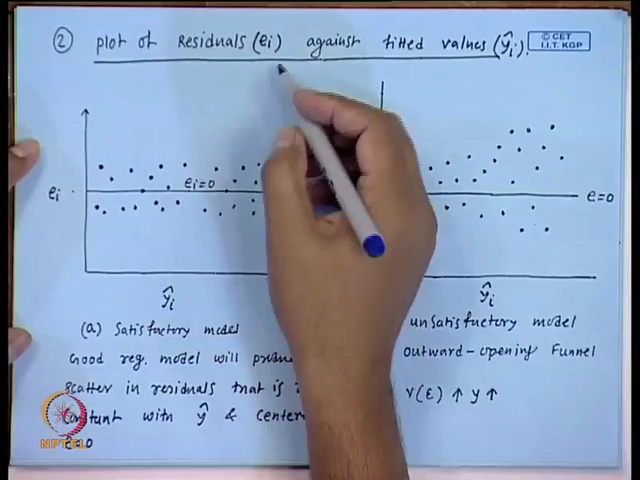 ② plot of Residuals (ei) against fitted values (ŷi).
© CET
I.I.T. KGP
ei
ei=0
e=0
ŷi
ŷi
(a) Satisfactory model
Good reg. model will
scatter in residuals that is
constant with ŷ & center
e=0
unsatisfactory model
outward-opening Funnel
V(ε) ↑ y ↑
NPTEL